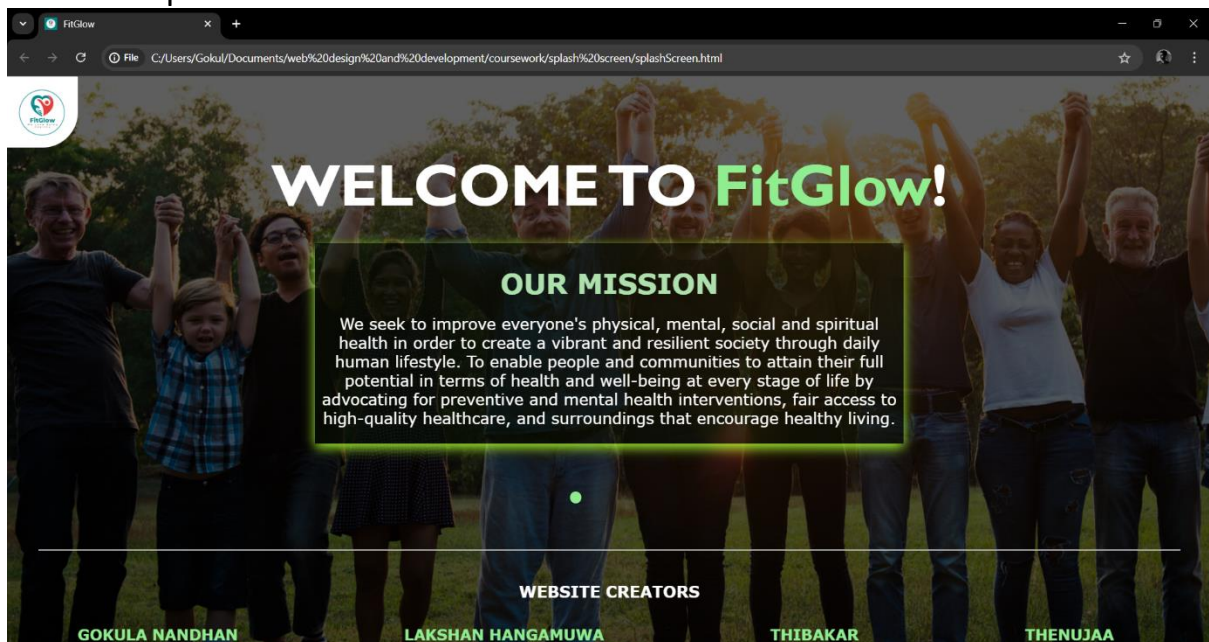 FitGlow
File C:/Users/Gokul/Documents/web%20design%20and%20development/coursework/splash%20screen/splashScreen.html
FitGlow
WELCOME TO FitGlow!
OUR MISSION
We seek to improve everyone's physical, mental, social and spiritual
health in order to create a vibrant and resilient society through daily
human lifestyle. To enable people and communities to attain their full
potential in terms of health and well-being at every stage of life by
advocating for preventive and mental health interventions, fair access to
high-quality healthcare, and surroundings that encourage healthy living.
WEBSITE CREATORS
GOKULA NANDHAN LAKSHAN HANGAMUWA THIBAKAR THENUJAA